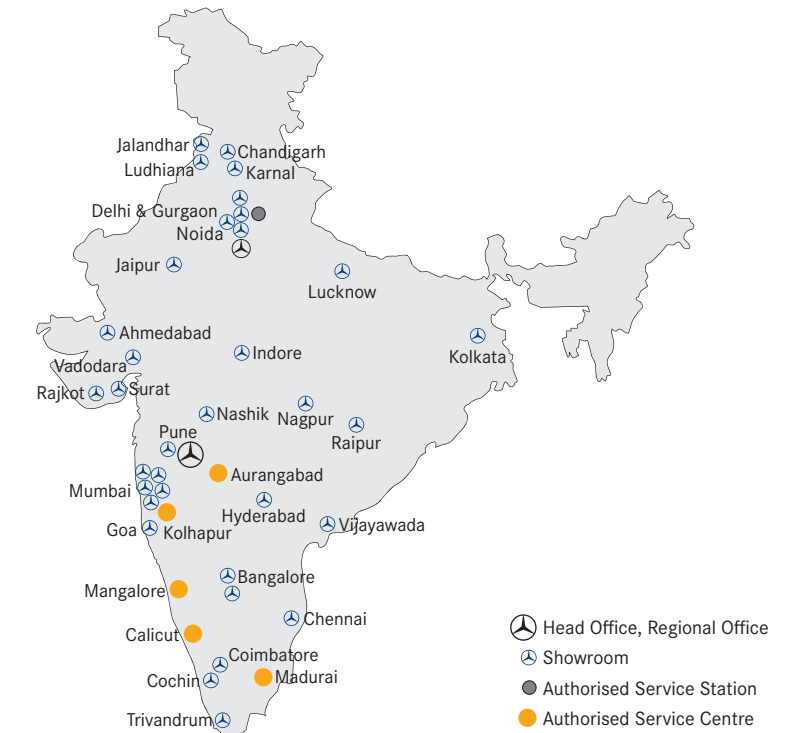 Jalandhar
Chandigarh
Ludhiana
Karnal
Delhi & Gurgaon
Noida
Jaipur
Lucknow
Ahmedabad
Indore
Kolkata
Vadodara
Rajkot
Surat
Nashik
Nagpur
Raipur
Pune
Aurangabad
Mumbai
Hyderabad
Vijayawada
Goa
Kolhapur
Bangalore
Mangalore
Chennai
Calicut
Coimbatore
Cochin
Madurai
Trivandrum
Head Office, Regional Office
Showroom
Authorised Service Station
Authorised Service Centre